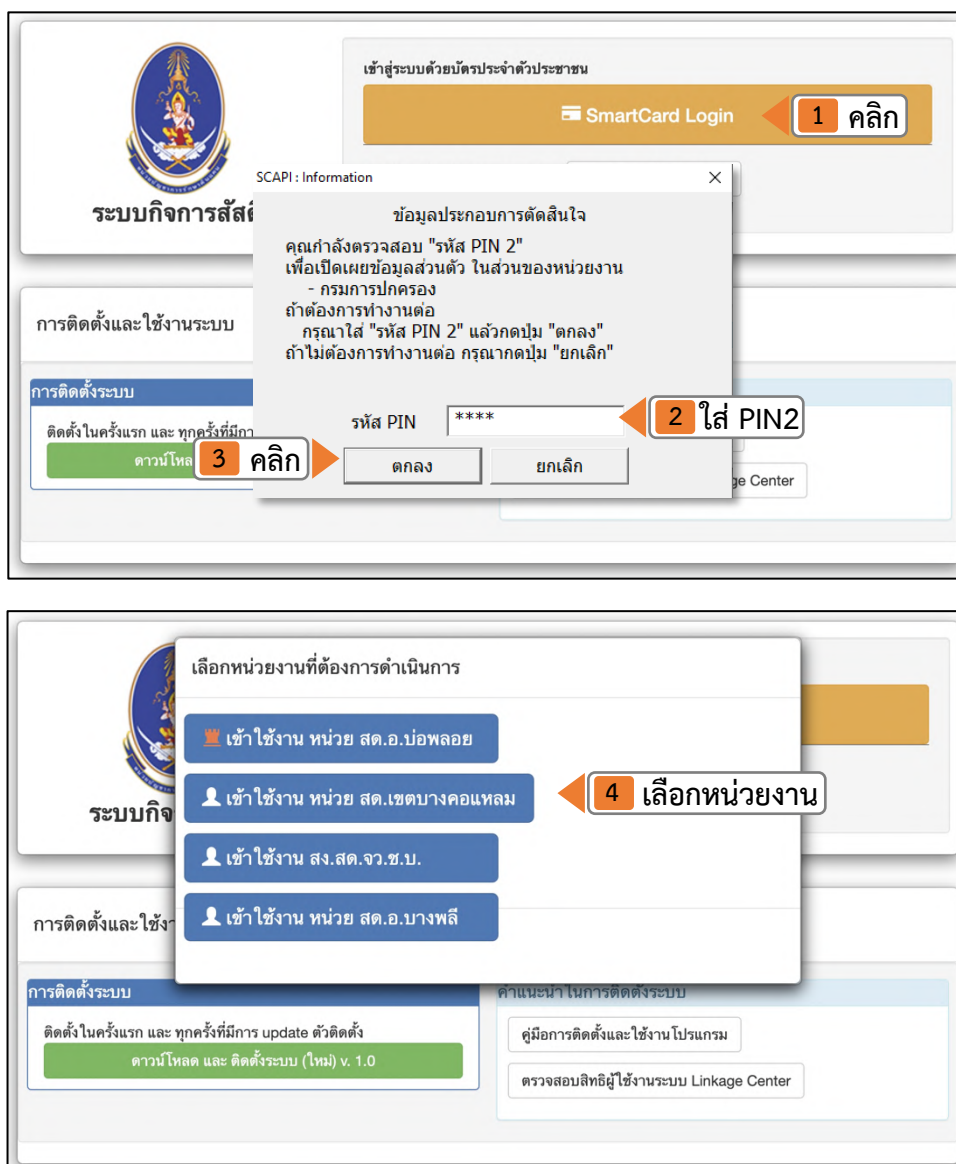 เข้าสู่ระบบด้วยบัตรประจำตัวประชาชน
SmartCard Login
1 คลิก
ระบบกิจการสัสดี
SCAPI : Information
ข้อมูลประกอบการตัดสินใจ
คุณกำลังตรวจสอบ "รหัส PIN 2"
เพื่อเปิดเผยข้อมูลส่วนตัว ในส่วนของหน่วยงาน
- กรมการปกครอง
ถ้าต้องการทำงานต่อ
กรุณาใส่ "รหัส PIN 2" แล้วกดปุ่ม "ตกลง"
ถ้าไม่ต้องการทำงานต่อ กรุณากดปุ่ม "ยกเลิก"
รหัส PIN ****
2 ใส่ PIN2
3 คลิก
ตกลง ยกเลิก
การติดตั้งและใช้งานระบบ
การติดตั้งระบบ
ติดตั้งในครั้งแรก และ ทุกครั้งที่มีกา
ดาวน์โหล
ge Center
เลือกหน่วยงานที่ต้องการดำเนินการ
เข้าใช้งาน หน่วย สด.อ.บ่อพลอย
เข้าใช้งาน หน่วย สด.เขตบางคอแหลม
4 เลือกหน่วยงาน
เข้าใช้งาน สง.สด.จว.ช.บ.
เข้าใช้งาน หน่วย สด.อ.บางพลี
ระบบกิจ
การติดตั้งและใช้งา
การติดตั้งระบบ
ติดตั้งในครั้งแรก และ ทุกครั้งที่มีการ update ตัวติดตั้ง
ดาวน์โหลด และ ติดตั้งระบบ (ใหม่) v. 1.0
คำแนะนำในการติดตั้งระบบ
คู่มือการติดตั้งและใช้งานโปรแกรม
ตรวจสอบสิทธิผู้ใช้งานระบบ Linkage Center